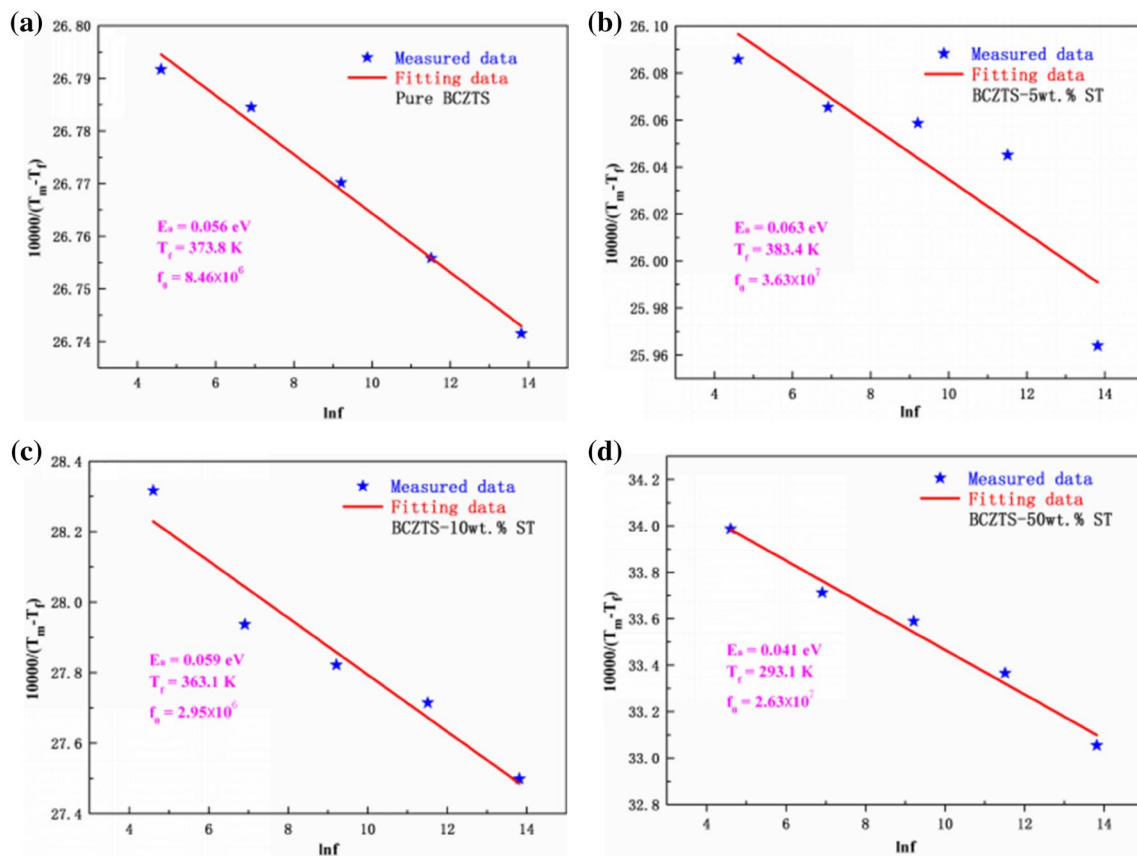 (a)
26.80
26.79
26.78
26.77
26.76
26.75
26.74
10000/(Tm-Tf)
Measured data
Fitting data
Pure BCZTS
Ea = 0.056 eV
Tf = 373.8 K
f0 = 8.46×10^6
4 6 8 10 12 14
lnf
(b)
26.10
26.08
26.06
26.04
26.02
26.00
25.98
25.96
10000/(Tm-Tf)
Measured data
Fitting data
BCZTS-5wt.% ST
Ea = 0.063 eV
Tf = 383.4 K
f0 = 3.63×10^7
4 6 8 10 12 14
lnf
(c)
28.4
28.2
28.0
27.8
27.6
27.4
10000/(Tm-Tf)
Measured data
Fitting data
BCZTS-10wt.% ST
Ea = 0.059 eV
Tf = 363.1 K
f0 = 2.95×10^6
4 6 8 10 12 14
lnf
(d)
34.2
34.0
33.8
33.6
33.4
33.2
33.0
32.8
10000/(Tm-Tf)
Measured data
Fitting data
BCZTS-50wt.% ST
Ea = 0.041 eV
Tf = 293.1 K
f0 = 2.63×10^7
4 6 8 10 12 14
lnf